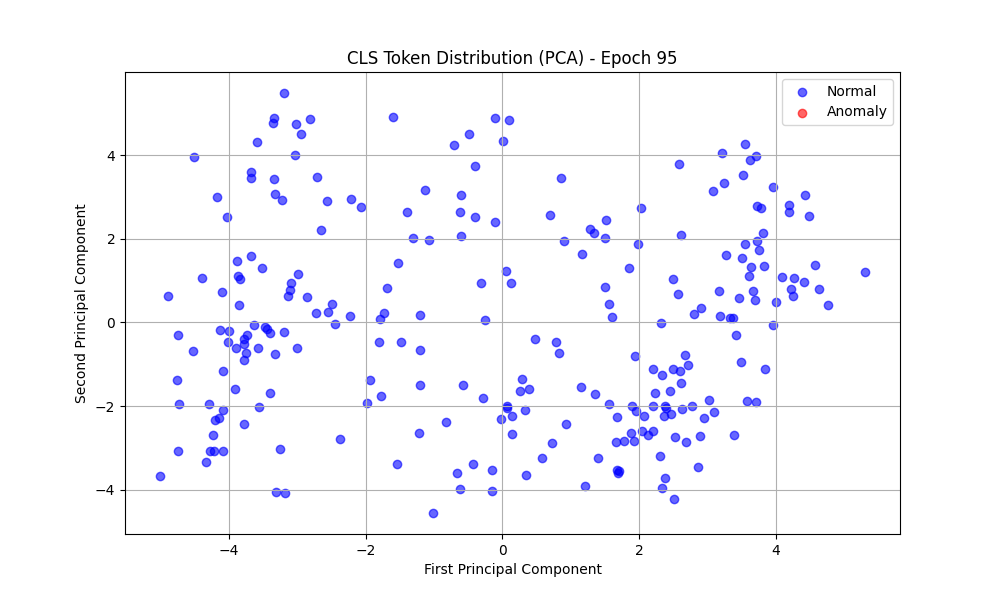 CLS Token Distribution (PCA) - Epoch 95
Normal
Anomaly
Second Principal Component
4
2
0
−2
−4
−4 −2 0 2 4
First Principal Component